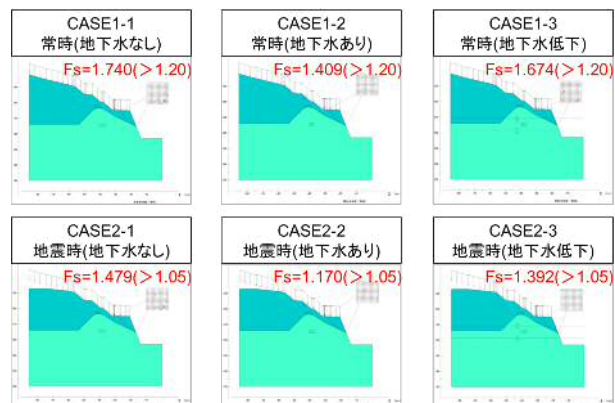 CASE1-1
常時(地下水なし)
Fs=1.740(＞1.20)
CASE1-2
常時(地下水あり)
Fs=1.409(＞1.20)
CASE1-3
常時(地下水低下)
Fs=1.674(＞1.20)
CASE2-1
地震時(地下水なし)
Fs=1.479(＞1.05)
CASE2-2
地震時(地下水あり)
Fs=1.170(＞1.05)
CASE2-3
地震時(地下水低下)
Fs=1.392(＞1.05)